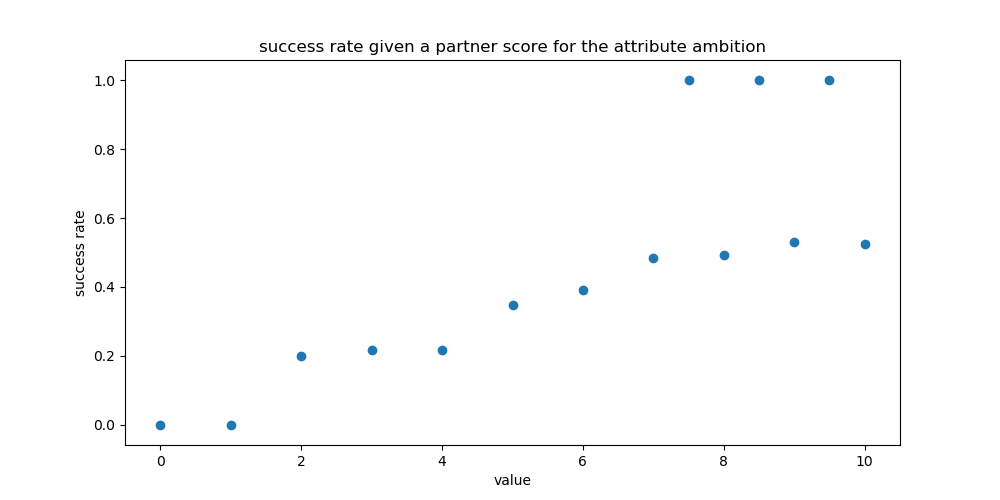 success rate given a partner score for the attribute ambition
1.0
0.8
0.6
0.4
0.2
0.0
success rate
0 2 4 6 8 10
value